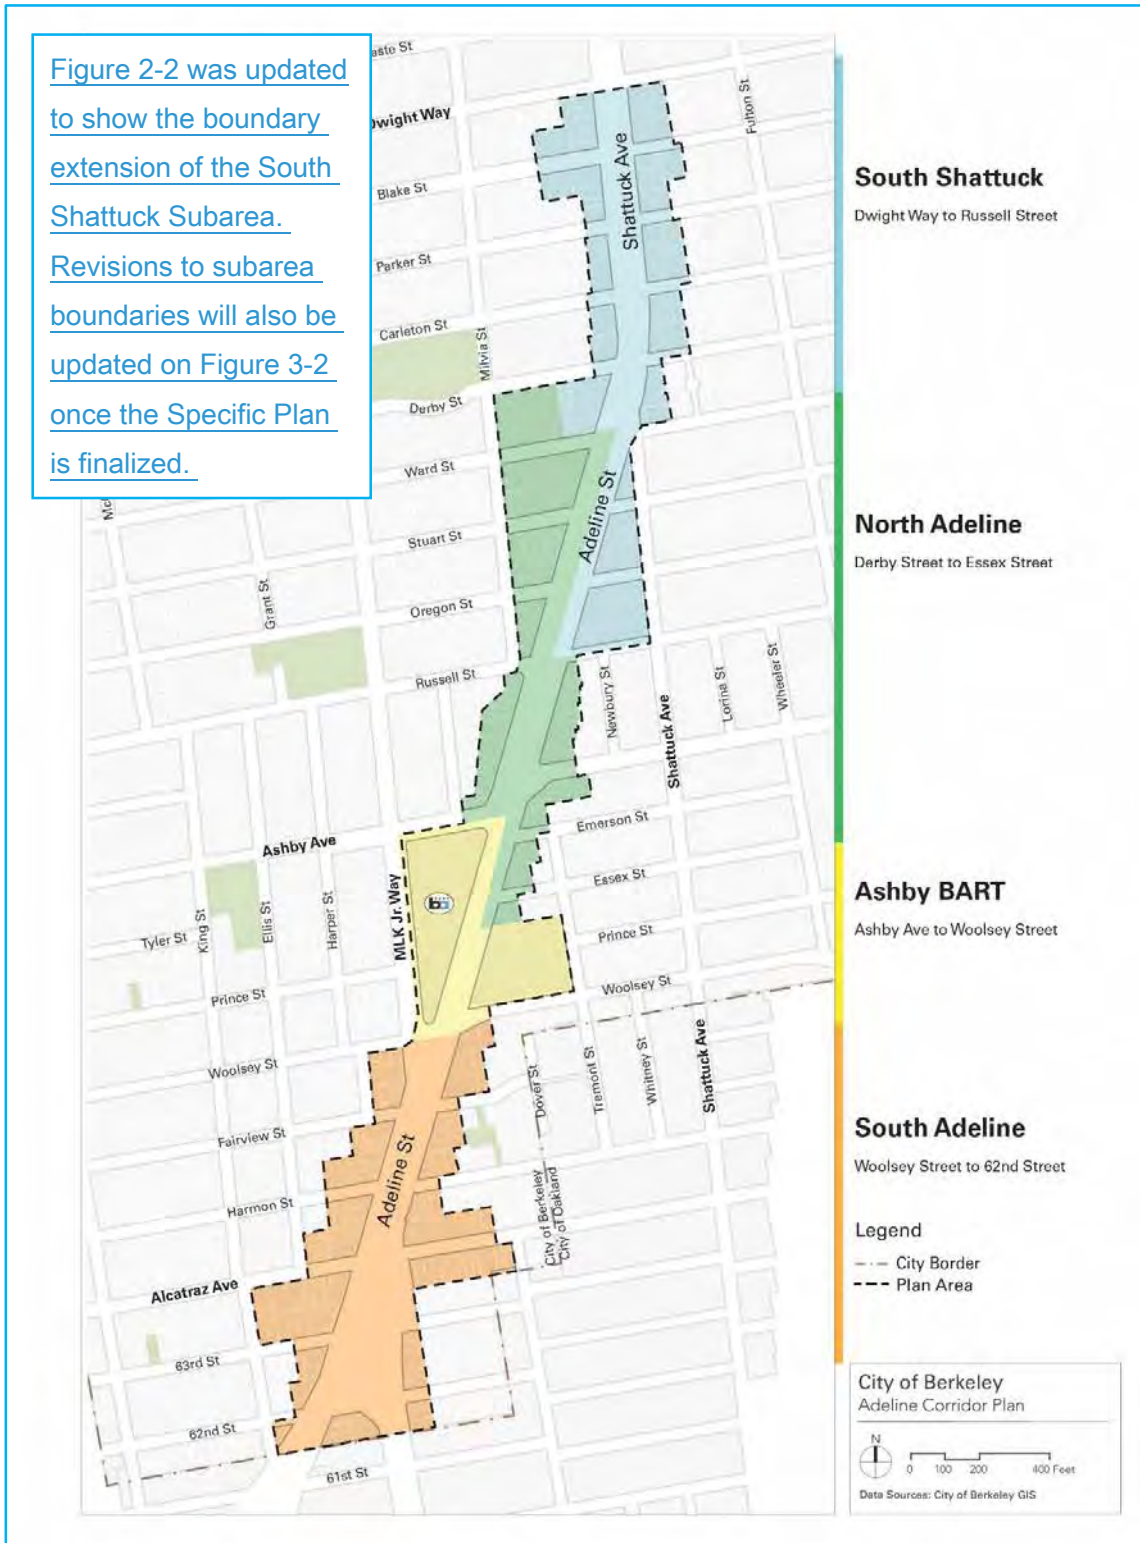 Figure 2-2 was updated
to show the boundary
extension of the South
Shattuck Subarea.
Revisions to subarea
boundaries will also be
updated on Figure 3-2
once the Specific Plan
is finalized.
aste St
Dwight Way
Blake St
Parker St
Carleton St
Milvia St
Derby St
Ward St
Stuart St
Oregon St
Grant St
Russell St
Fulton St
Shattuck Ave
Adeline St
Newbury St
Shattuck Ave
Lorina St
Wheeler St
Ashby Ave
Emerson St
Essex St
Tyler St
King St
Ellis St
Harper St
MLK Jr. Way
Prince St
Prince St
Woolsey St
Woolsey St
Dover St
Tremont St
Whitney St
Shattuck Ave
Fairview St
Harmon St
Adeline St
City of Berkeley
City of Oakland
Alcatraz Ave
63rd St
62nd St
61st St
South Shattuck
Dwight Way to Russell Street
North Adeline
Derby Street to Essex Street
Ashby BART
Ashby Ave to Woolsey Street
South Adeline
Woolsey Street to 62nd Street
Legend
City Border
Plan Area
City of Berkeley
Adeline Corridor Plan
N
0 100 200 400 Feet
Data Sources: City of Berkeley GIS